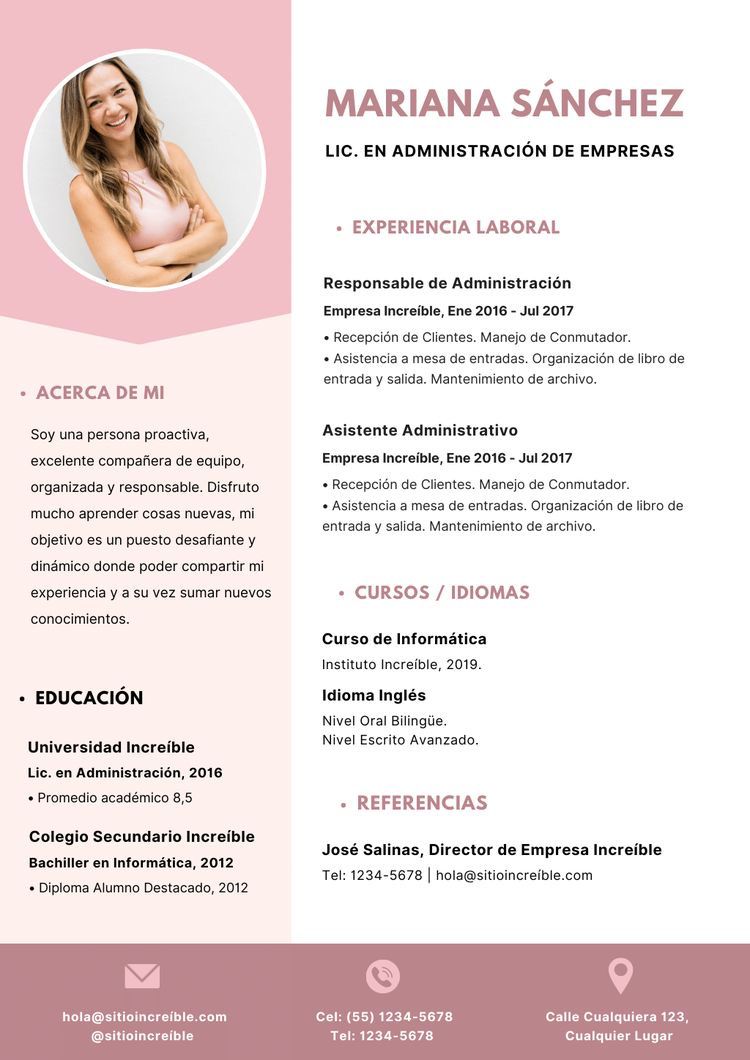 MARIANA SÁNCHEZ
LIC. EN ADMINISTRACIÓN DE EMPRESAS
• ACERCA DE MI
Soy una persona proactiva,
excelente compañera de equipo,
organizada y responsable. Disfruto
mucho aprender cosas nuevas, mi
objetivo es un puesto desafiante y
dinámico donde poder compartir mi
experiencia y a su vez sumar nuevos
conocimientos.
• EDUCACIÓN
Universidad Increíble
Lic. en Administración, 2016
• Promedio académico 8,5
Colegio Secundario Increíble
Bachiller en Informática, 2012
• Diploma Alumno Destacado, 2012
• EXPERIENCIA LABORAL
Responsable de Administración
Empresa Increíble, Ene 2016 - Jul 2017
• Recepción de Clientes. Manejo de Conmutador.
• Asistencia a mesa de entradas. Organización de libro de
entrada y salida. Mantenimiento de archivo.
Asistente Administrativo
Empresa Increíble, Ene 2016 - Jul 2017
• Recepción de Clientes. Manejo de Conmutador.
• Asistencia a mesa de entradas. Organización de libro de
entrada y salida. Mantenimiento de archivo.
• CURSOS / IDIOMAS
Curso de Informática
Instituto Increíble, 2019.
Idioma Inglés
Nivel Oral Bilingüe.
Nivel Escrito Avanzado.
• REFERENCIAS
José Salinas, Director de Empresa Increíble
Tel: 1234-5678 | hola@sitioincreíble.com
hola@sitioincreíble.com
@sitioincreíble
Cel: (55) 1234-5678
Tel: 1234-5678
Calle Cualquiera 123,
Cualquier Lugar